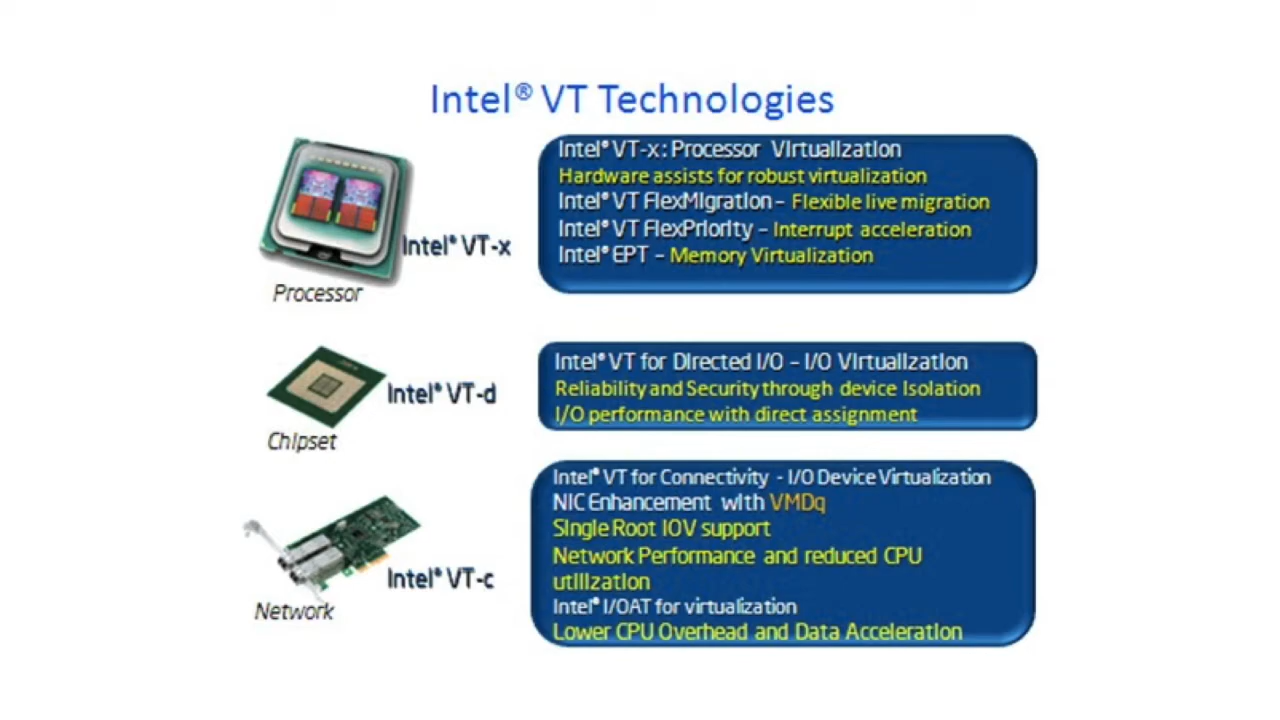 Intel® VT Technologies
Intel® VT-x: Processor Virtualization
Hardware assists for robust virtualization
Intel® VT FlexMigration – Flexible live migration
Intel® VT FlexPriority – Interrupt acceleration
Intel® EPT – Memory Virtualization
Intel® VT-x
Processor
Intel® VT for Directed I/O – I/O Virtualization
Reliability and Security through device Isolation
I/O performance with direct assignment
Intel® VT-d
Chipset
Intel® VT for Connectivity - I/O Device Virtualization
NIC Enhancement with VMDq
Single Root IOV support
Network Performance and reduced CPU
utilization
Intel® I/OAT for virtualization
Lower CPU Overhead and Data Acceleration
Intel® VT-c
Network